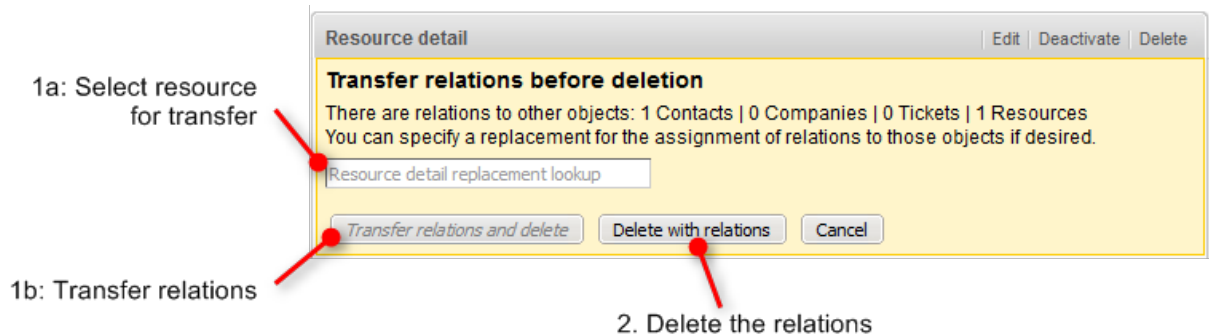 Resource detail
Edit | Deactivate | Delete
1a: Select resource
for transfer
Transfer relations before deletion
There are relations to other objects: 1 Contacts | 0 Companies | 0 Tickets | 1 Resources
You can specify a replacement for the assignment of relations to those objects if desired.
Resource detail replacement lookup
Transfer relations and delete
Delete with relations
Cancel
1b: Transfer relations
2. Delete the relations